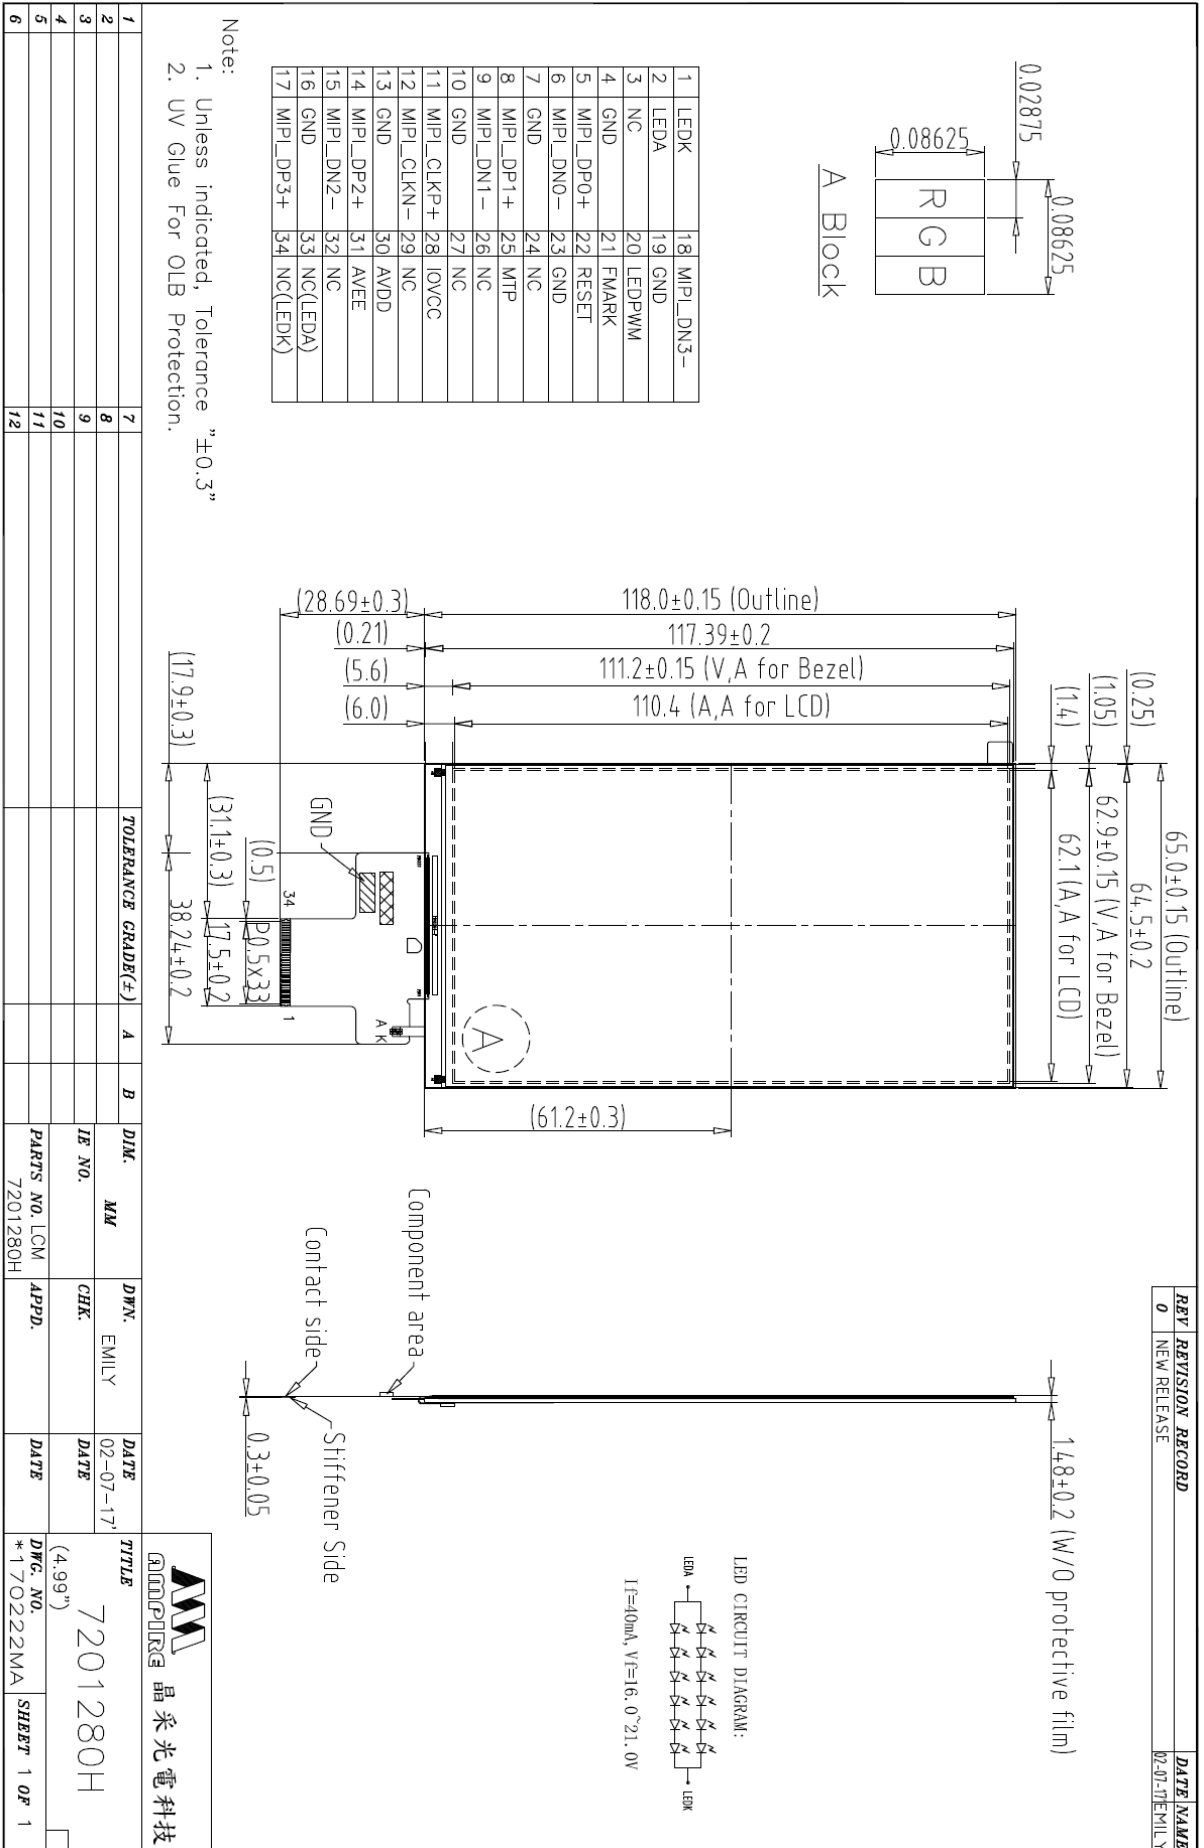 REV REVISION RECORD DATE NAME
0 NEW RELEASE 02-07-17' EMILY
0.02875
0.08625
0.08625
R G B
A Block
1 LEDK 18 MIPI_DN3-
2 LEDA 19 GND
3 NC 20 LEDPWM
4 GND 21 FMARK
5 MIPI_DP0+ 22 RESET
6 MIPI_DN0- 23 GND
7 GND 24 NC
8 MIPI_DP1+ 25 MTP
9 MIPI_DN1- 26 NC
10 GND 27 NC
11 MIPI_CLKP+ 28 IOVCC
12 MIPI_CLKN- 29 NC
13 GND 30 AVDD
14 MIPI_DP2+ 31 AVEE
15 MIPI_DN2- 32 NC
16 GND 33 NC(LEDA)
17 MIPI_DP3+ 34 NC(LEDK)
Note:
1. Unless indicated, Tolerance "±0.3"
2. UV Glue For OLB Protection.
65.0±0.15 (Outline)
(0.25) 64.5±0.2
(1.05) 62.9±0.15 (V,A for Bezel)
(1.4) 62.1 (A,A for LCD)
118.0±0.15 (Outline)
117.39±0.2
111.2±0.15 (V,A for Bezel)
110.4 (A,A for LCD)
(28.69±0.3)
(0.21)
(5.6)
(6.0)
(61.2±0.3)
A
A K
GND
34 1
(0.5) P0.5x33
(31.1±0.3) 17.5±0.2
(17.9±0.3) 38.24±0.2
1.48±0.2 (W/O protective film)
Component area
Contact side
Stiffener Side
0.3±0.05
LED CIRCUIT DIAGRAM:
LEDA LEDK
If=40mA, Vf=16.0~21.0V
AMPIRE 晶采光電科技
1 7 TOLERANCE GRADE(±) A B
2 8
3 9
4 10
5 11
6 12
DIM. MM
IE NO.
PARTS NO. LCM
7201280H
DWN. EMILY DATE 02-07-17'
CHK. DATE
APPD. DATE
TITLE
7201280H
(4.99")
DWG. NO.
*170222MA SHEET 1 OF 1